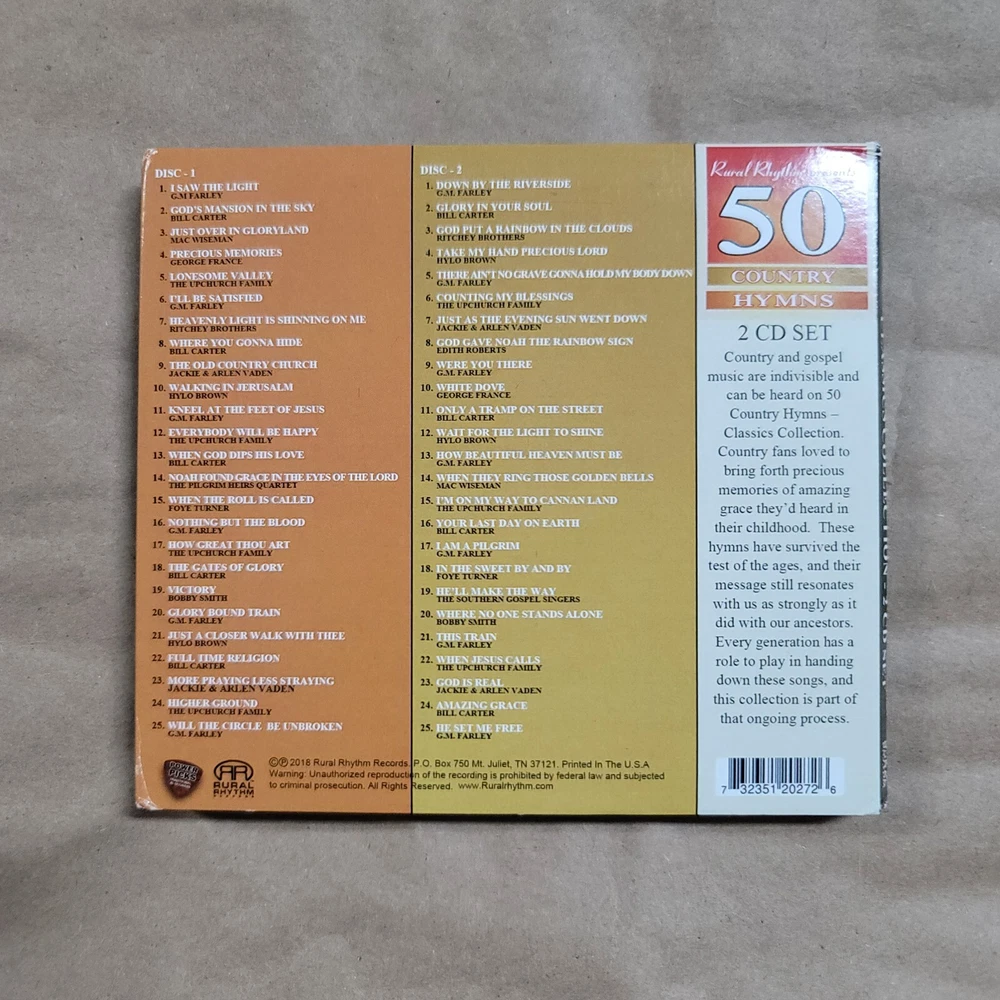 DISC - 1
1. I SAW THE LIGHT
G.M FARLEY
2. GOD'S MANSION IN THE SKY
BILL CARTER
3. JUST OVER IN GLORYLAND
MAC WISEMAN
4. PRECIOUS MEMORIES
GEORGE FRANCE
5. LONESOME VALLEY
THE UPCHURCH FAMILY
6. I'LL BE SATISFIED
G.M. FARLEY
7. HEAVENLY LIGHT IS SHINNING ON ME
RITCHEY BROTHERS
8. WHERE YOU GONNA HIDE
BILL CARTER
9. THE OLD COUNTRY CHURCH
JACKIE & ARLEN VADEN
10. WALKING IN JERUSALM
HYLO BROWN
11. KNEEL AT THE FEET OF JESUS
G.M. FARLEY
12. EVERYBODY WILL BE HAPPY
THE UPCHURCH FAMILY
13. WHEN GOD DIPS HIS LOVE
BILL CARTER
14. NOAH FOUND GRACE IN THE EYES OF THE LORD
THE PILGRIM HEIRS QUARTET
15. WHEN THE ROLL IS CALLED
FOYE TURNER
16. NOTHING BUT THE BLOOD
G.M. FARLEY
17. HOW GREAT THOU ART
THE UPCHURCH FAMILY
18. THE GATES OF GLORY
BILL CARTER
19. VICTORY
BOBBY SMITH
20. GLORY BOUND TRAIN
G.M. FARLEY
21. JUST A CLOSER WALK WITH THEE
HYLO BROWN
22. FULL TIME RELIGION
BILL CARTER
23. MORE PRAYING LESS STRAYING
JACKIE & ARLEN VADEN
24. HIGHER GROUND
THE UPCHURCH FAMILY
25. WILL THE CIRCLE BE UNBROKEN
G.M. FARLEY
DISC - 2
1. DOWN BY THE RIVERSIDE
G.M. FARLEY
2. GLORY IN YOUR SOUL
BILL CARTER
3. GOD PUT A RAINBOW IN THE CLOUDS
RITCHEY BROTHERS
4. TAKE MY HAND PRECIOUS LORD
HYLO BROWN
5. THERE AIN'T NO GRAVE GONNA HOLD MY BODY DOWN
G.M. FARLEY
6. COUNTING MY BLESSINGS
THE UPCHURCH FAMILY
7. JUST AS THE EVENING SUN WENT DOWN
JACKIE & ARLEN VADEN
8. GOD GAVE NOAH THE RAINBOW SIGN
EDITH ROBERTS
9. WERE YOU THERE
G.M. FARLEY
10. WHITE DOVE
GEORGE FRANCE
11. ONLY A TRAMP ON THE STREET
BILL CARTER
12. WAIT FOR THE LIGHT TO SHINE
HYLO BROWN
13. HOW BEAUTIFUL HEAVEN MUST BE
G.M. FARLEY
14. WHEN THEY RING THOSE GOLDEN BELLS
MAC WISEMAN
15. I'M ON MY WAY TO CANNAN LAND
THE UPCHURCH FAMILY
16. YOUR LAST DAY ON EARTH
BILL CARTER
17. I AM A PILGRIM
G.M. FARLEY
18. IN THE SWEET BY AND BY
FOYE TURNER
19. HE'LL MAKE THE WAY
THE SOUTHERN GOSPEL SINGERS
20. WHERE NO ONE STANDS ALONE
BOBBY SMITH
21. THIS TRAIN
G.M. FARLEY
22. WHEN JESUS CALLS
THE UPCHURCH FAMILY
23. GOD IS REAL
JACKIE & ARLEN VADEN
24. AMAZING GRACE
BILL CARTER
25. HE SET ME FREE
G.M. FARLEY
POWER
PICKS
RURAL
RHYTHM
RECORDS
©℗2018 Rural Rhythm Records. P.O. Box 750 Mt. Juliet, TN 37121. Printed In The U.S.A
Warning: Unauthorized reproduction of the recording is prohibited by federal law and subjected
to criminal prosecution. All Rights Reserved. www.Ruralrhythm.com
Rural Rhythm presents
50
COUNTRY
HYMNS
2 CD SET
Country and gospel
music are indivisible and
can be heard on 50
Country Hymns –
Classics Collection.
Country fans loved to
bring forth precious
memories of amazing
grace they'd heard in
their childhood. These
hymns have survived the
test of the ages, and their
message still resonates
with us as strongly as it
did with our ancestors.
Every generation has a
role to play in handing
down these songs, and
this collection is part of
that ongoing process.
7 32351 20272 6